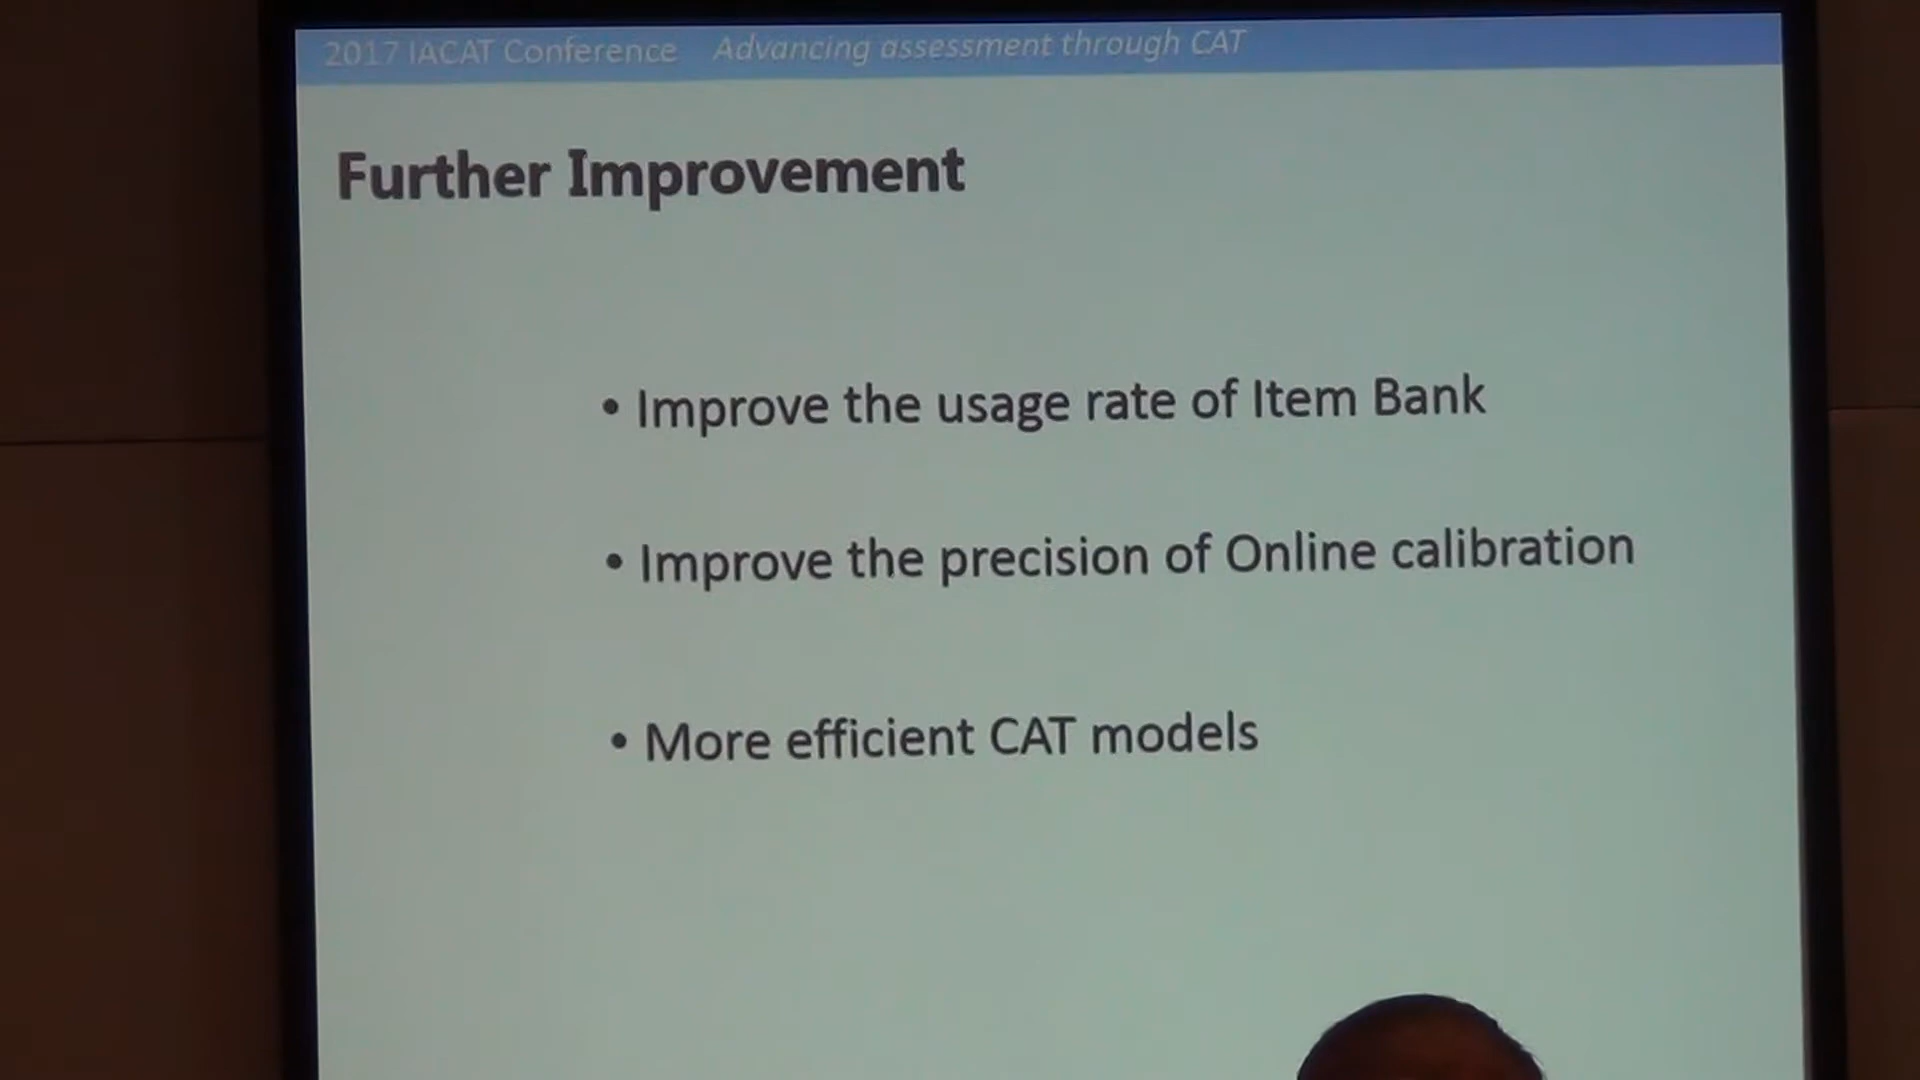 2017 IACAT Conference Advancing assessment through CAT
Further Improvement
• Improve the usage rate of Item Bank
• Improve the precision of Online calibration
• More efficient CAT models